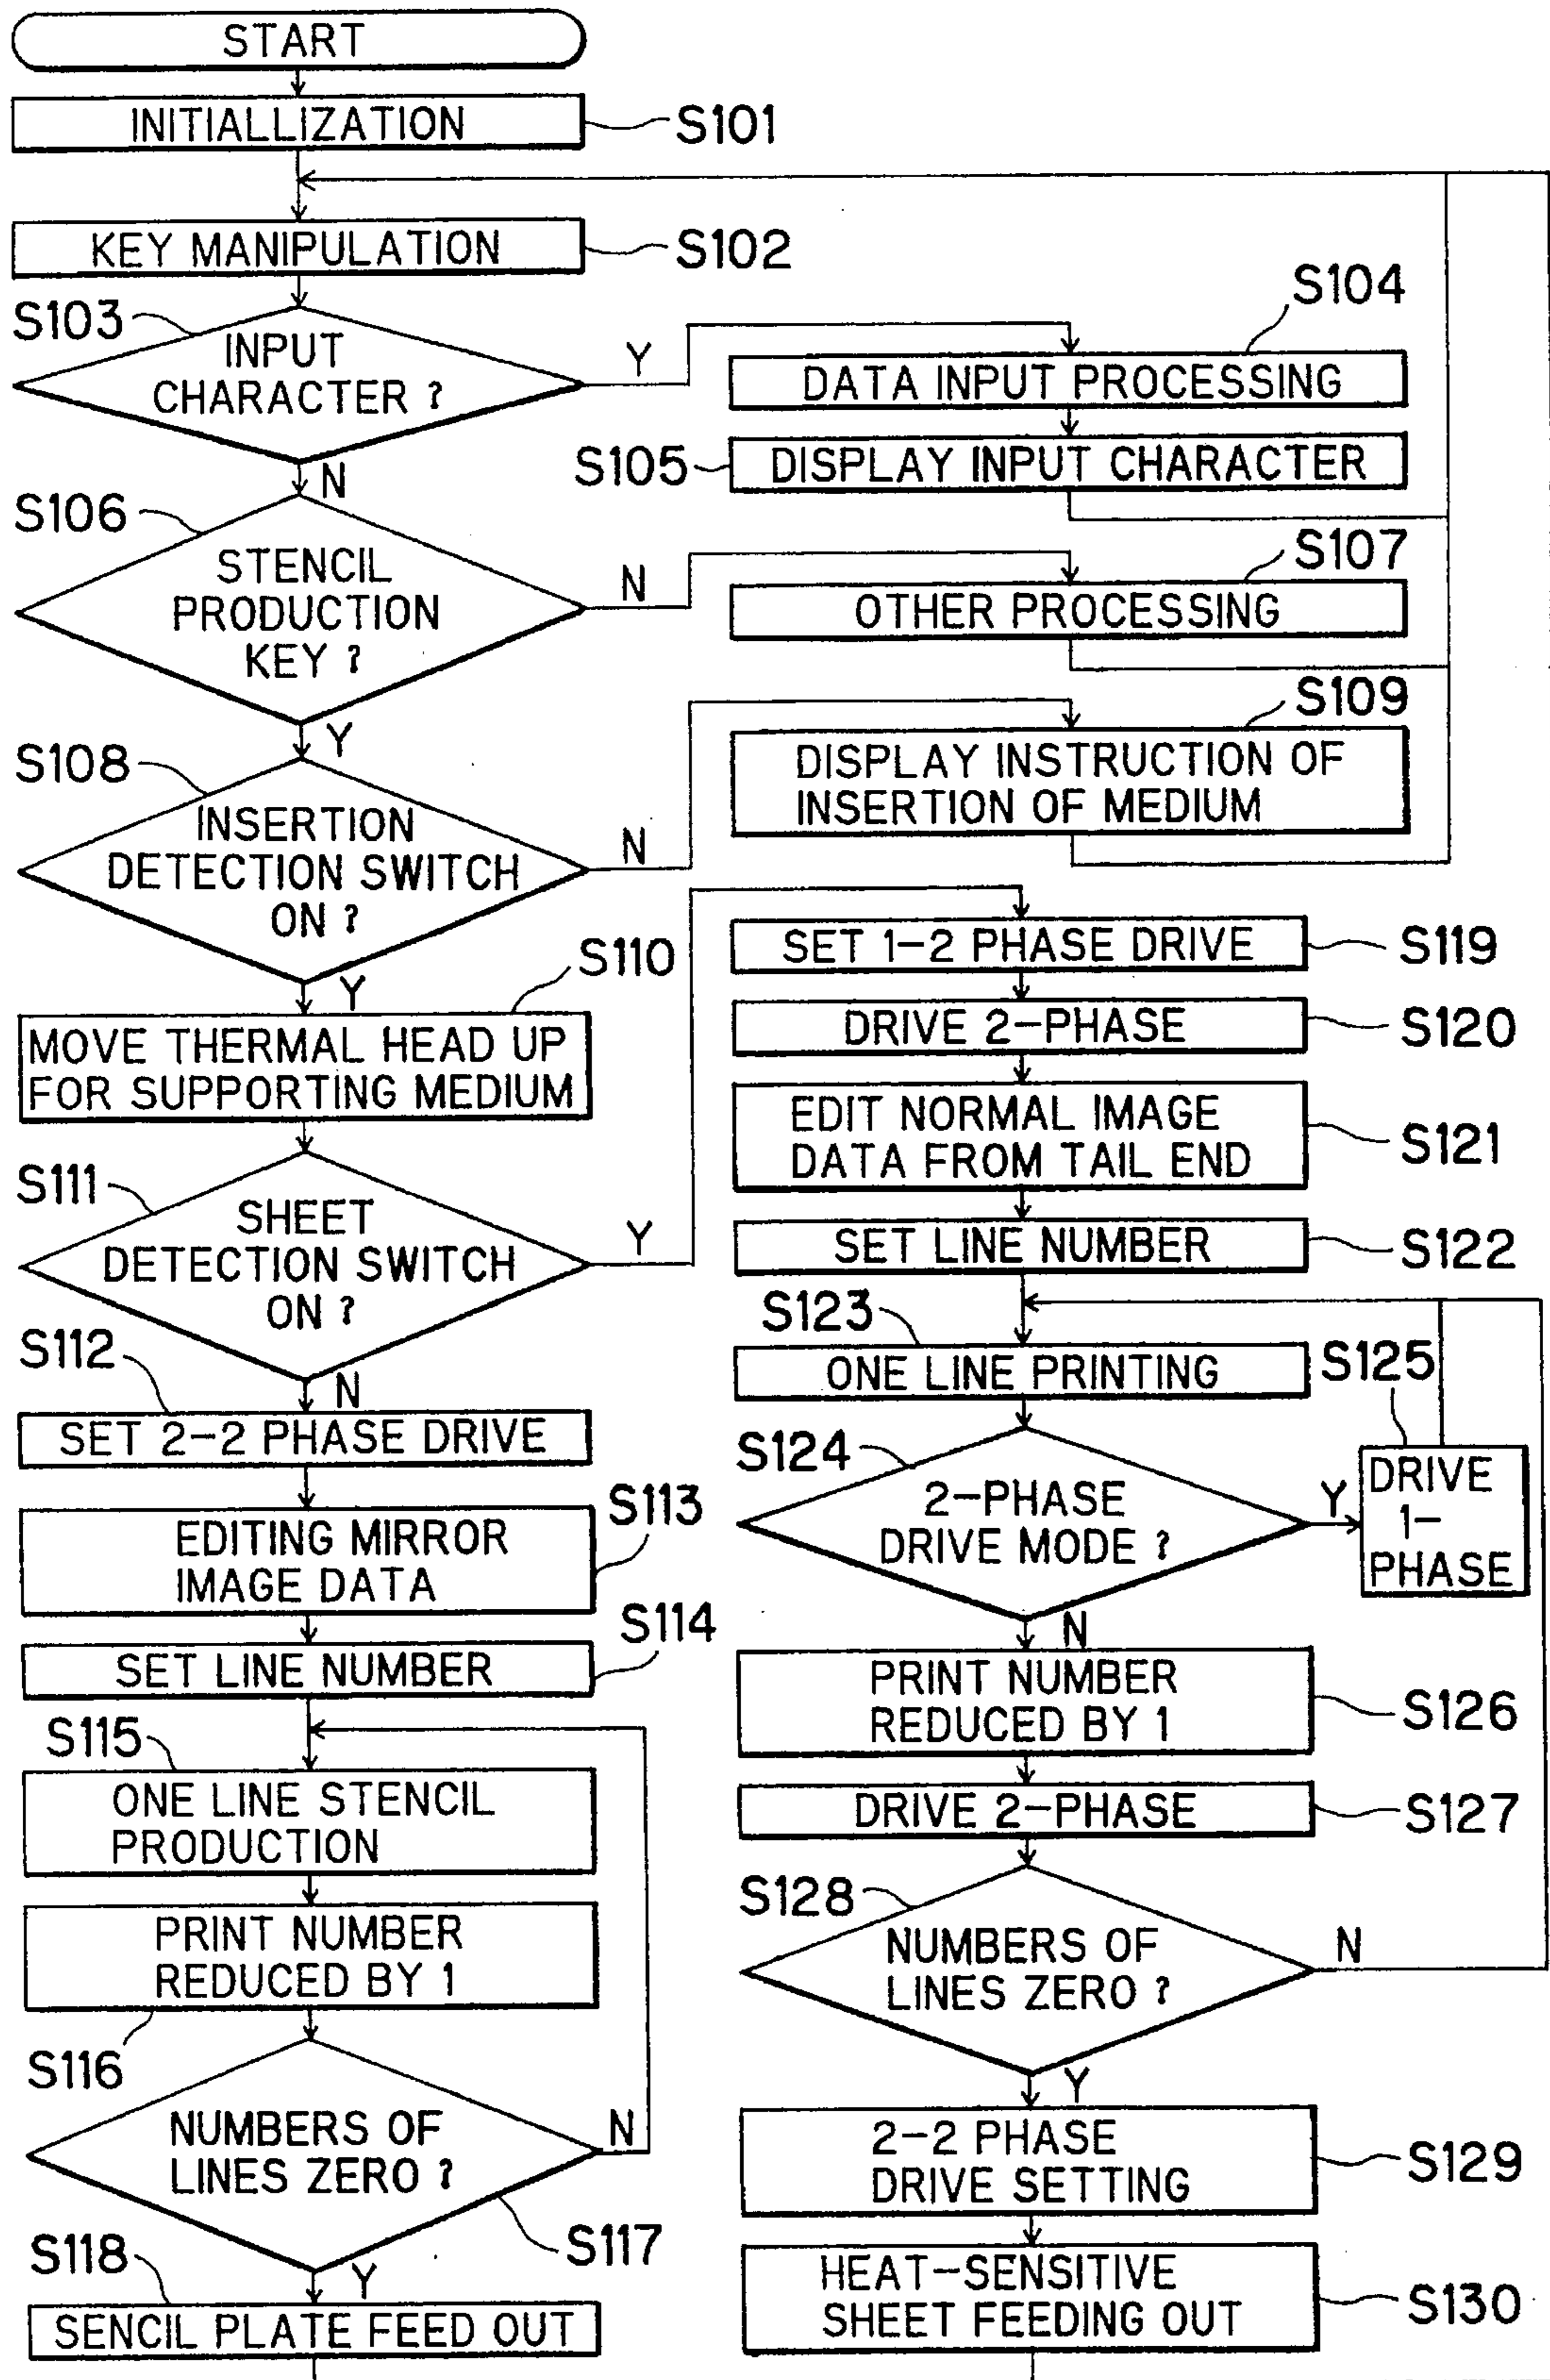 START
INITIALLIZATION
S101
KEY MANIPULATION
S102
S103
INPUT
CHARACTER ?
Y
N
S104
DATA INPUT PROCESSING
S105
DISPLAY INPUT CHARACTER
S106
STENCIL
PRODUCTION
KEY ?
N
Y
S107
OTHER PROCESSING
S108
INSERTION
DETECTION SWITCH
ON ?
N
Y
S109
DISPLAY INSTRUCTION OF
INSERTION OF MEDIUM
S110
MOVE THERMAL HEAD UP
FOR SUPPORTING MEDIUM
S111
SHEET
DETECTION SWITCH
ON ?
Y
N
S112
SET 2-2 PHASE DRIVE
S113
EDITING MIRROR
IMAGE DATA
S114
SET LINE NUMBER
S115
ONE LINE STENCIL
PRODUCTION
PRINT NUMBER
REDUCED BY 1
S116
NUMBERS OF
LINES ZERO ?
N
S117
Y
S118
SENCIL PLATE FEED OUT
SET 1-2 PHASE DRIVE
S119
DRIVE 2-PHASE
S120
EDIT NORMAL IMAGE
DATA FROM TAIL END
S121
SET LINE NUMBER
S122
S123
ONE LINE PRINTING
S124
2-PHASE
DRIVE MODE ?
Y
N
S125
DRIVE
1-
PHASE
PRINT NUMBER
REDUCED BY 1
S126
DRIVE 2-PHASE
S127
S128
NUMBERS OF
LINES ZERO ?
N
Y
2-2 PHASE
DRIVE SETTING
S129
HEAT-SENSITIVE
SHEET FEEDING OUT
S130